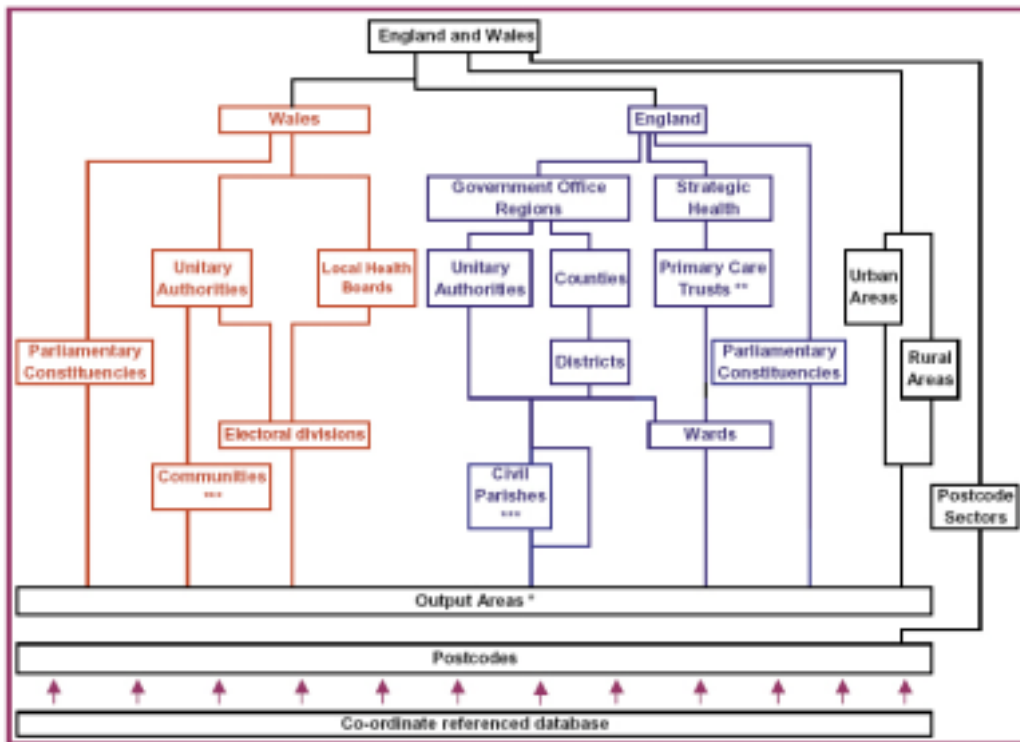 England and Wales
Wales
England
Government Office
Regions
Strategic
Health
Unitary
Authorities
Local Health
Boards
Unitary
Authorities
Counties
Primary Care
Trusts **
Urban
Areas
Parliamentary
Constituencies
Districts
Parliamentary
Constituencies
Rural
Areas
Electoral divisions
Wards
Communities
***
Civil
Parishes
***
Postcode
Sectors
Output Areas *
Postcodes
Co-ordinate referenced database